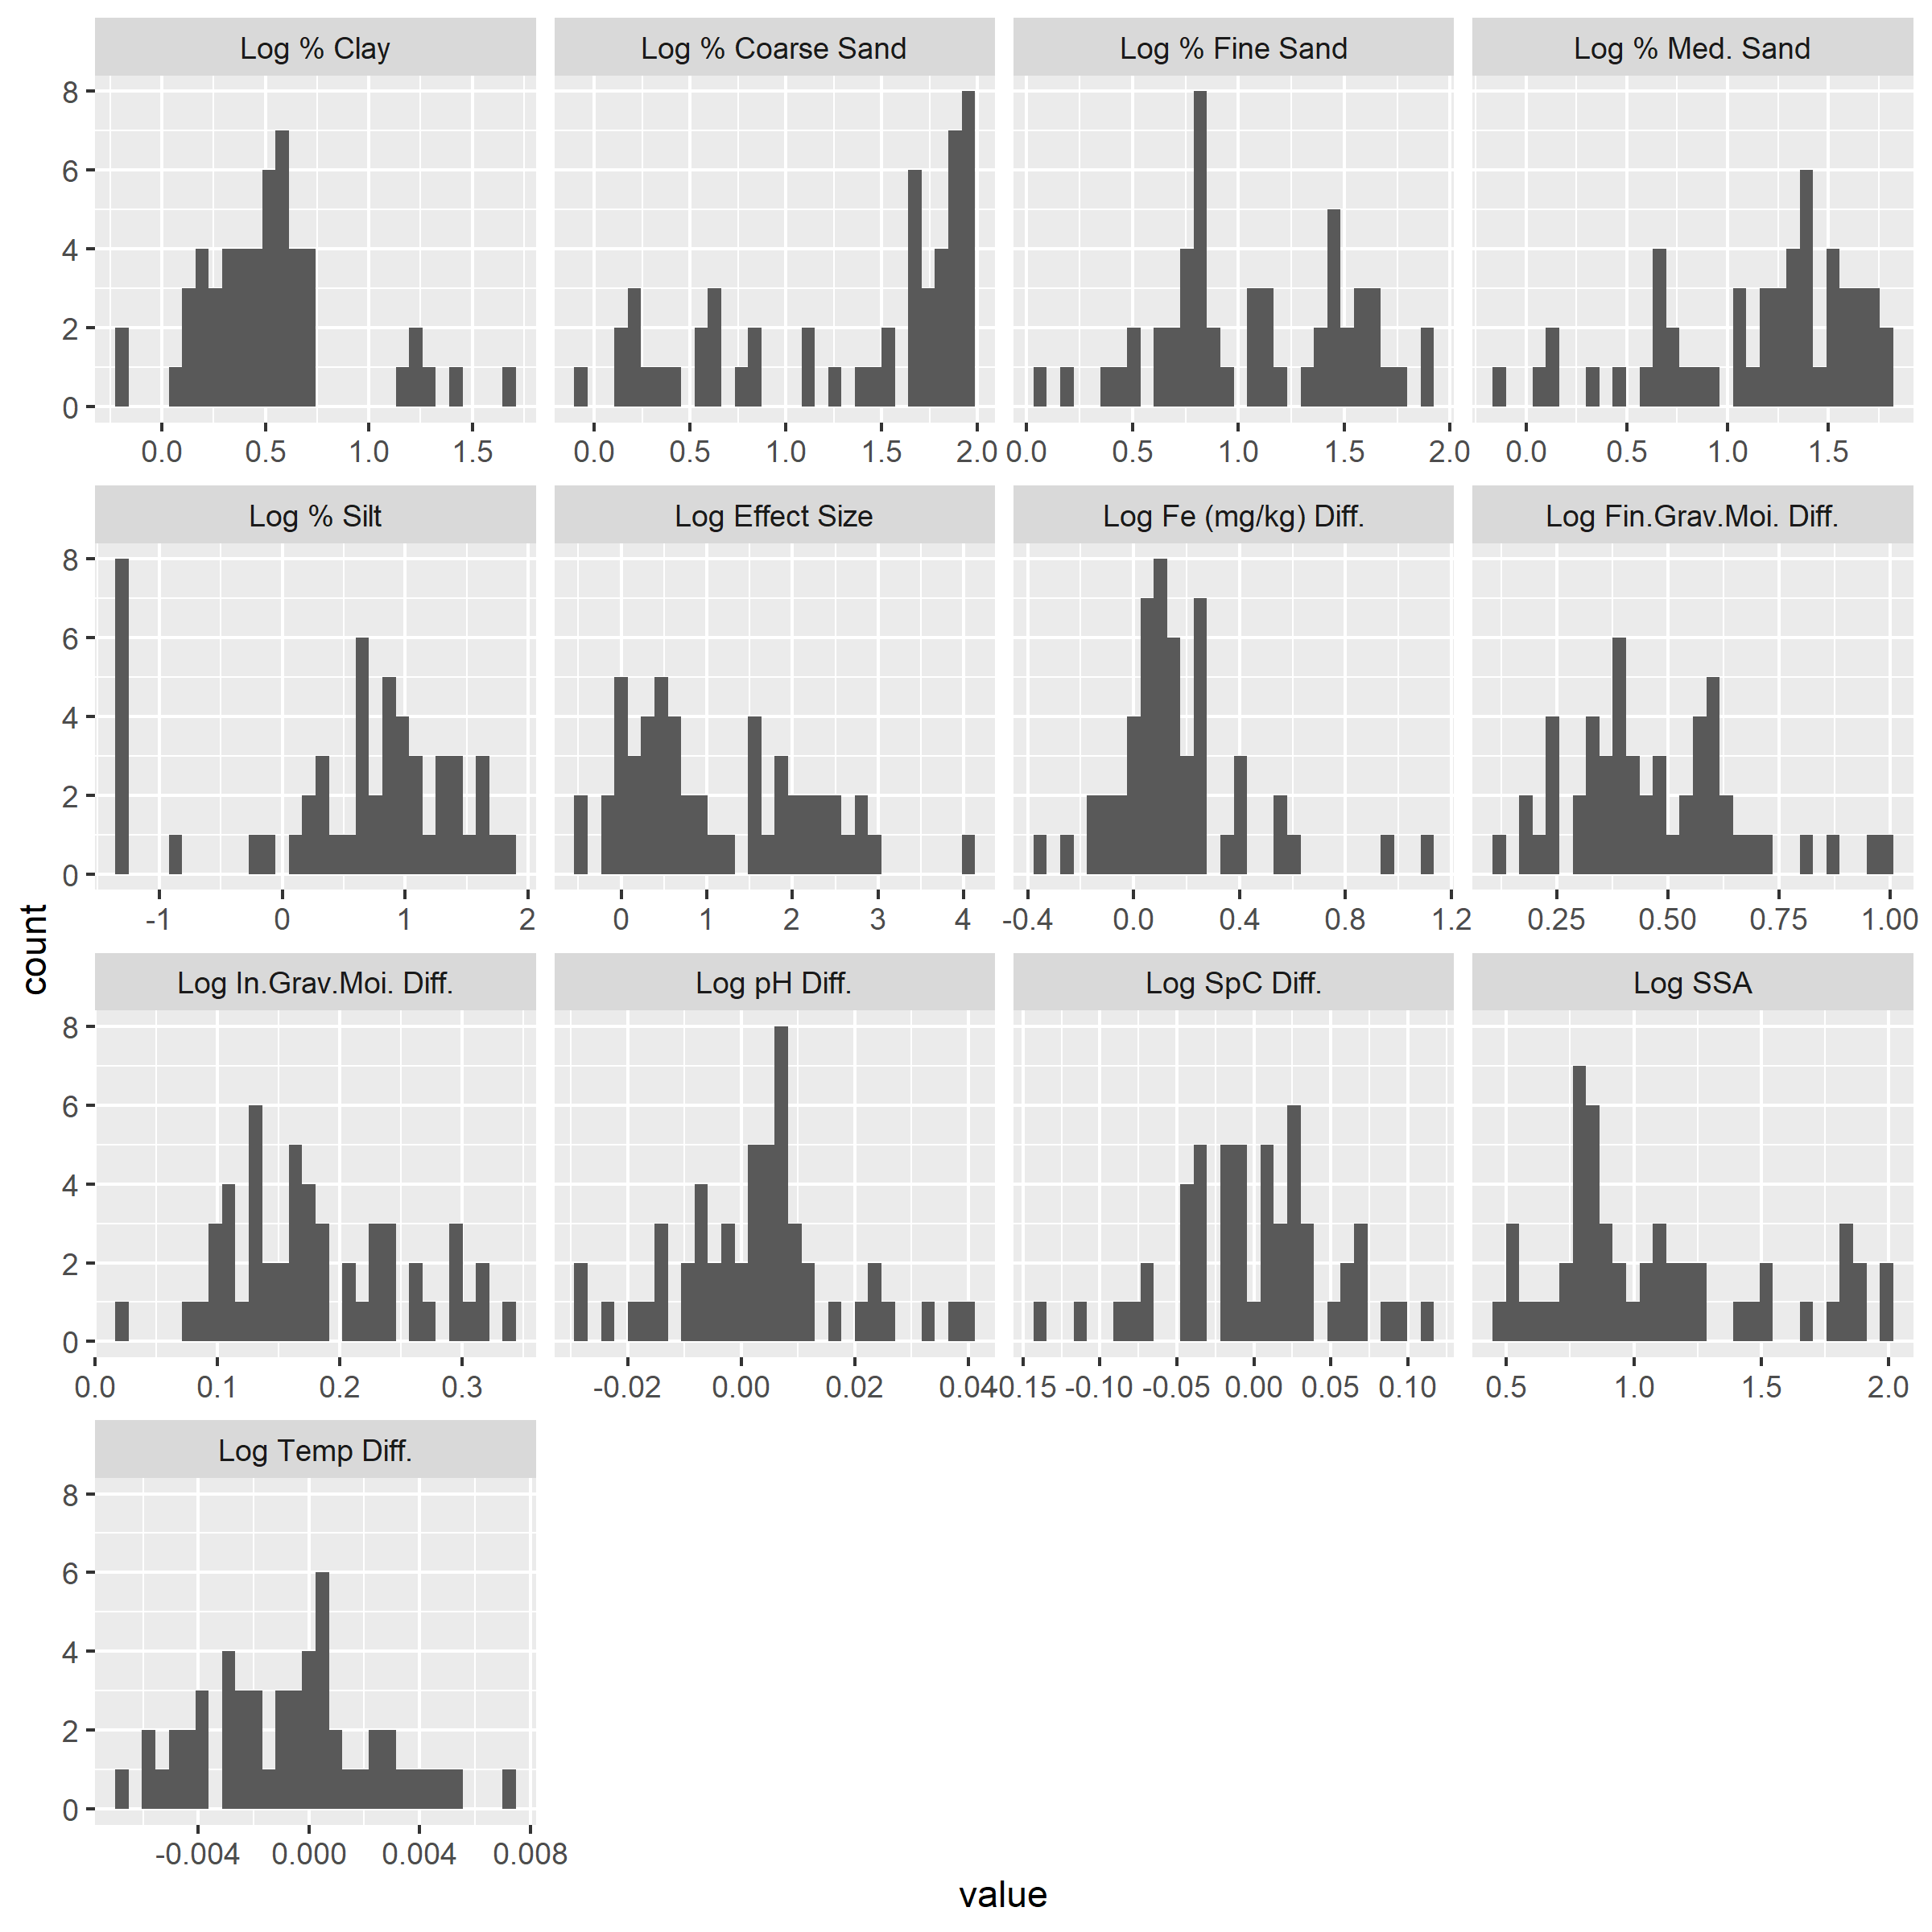 Log % Clay
Log % Coarse Sand
Log % Fine Sand
Log % Med. Sand
8
6
4
2
0
0.0 0.5 1.0 1.5
0.0 0.5 1.0 1.5 2.0
0.0 0.5 1.0 1.5 2.0
0.0 0.5 1.0 1.5
Log % Silt
Log Effect Size
Log Fe (mg/kg) Diff.
Log Fin.Grav.Moi. Diff.
8
6
4
2
0
-1 0 1 2
0 1 2 3 4
-0.4 0.0 0.4 0.8 1.2
0.25 0.50 0.75 1.00
count
Log In.Grav.Moi. Diff.
Log pH Diff.
Log SpC Diff.
Log SSA
8
6
4
2
0
0.0 0.1 0.2 0.3
-0.02 0.00 0.02 0.04
-0.15 -0.10 -0.05 0.00 0.05 0.10
0.5 1.0 1.5 2.0
Log Temp Diff.
8
6
4
2
0
-0.004 0.000 0.004 0.008
value